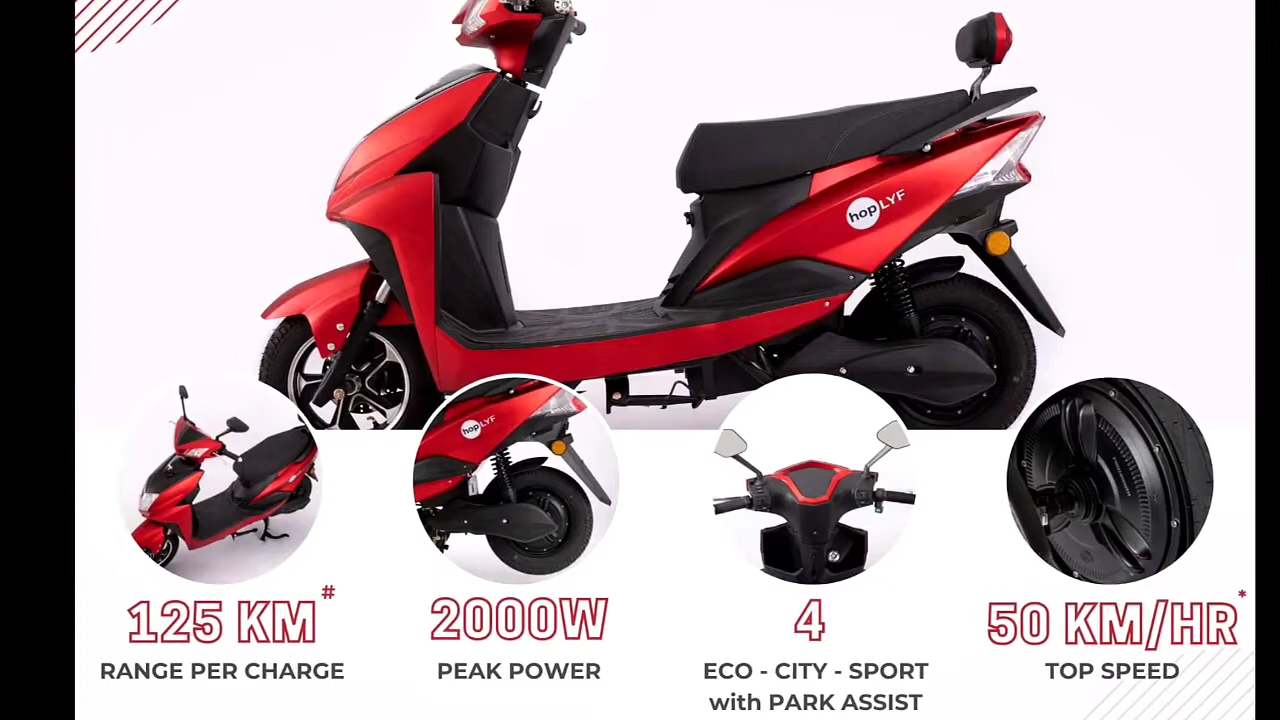 hop LYF
hop LYF
125 KM#
RANGE PER CHARGE
2000W
PEAK POWER
4
ECO - CITY - SPORT
with PARK ASSIST
50 KM/HR*
TOP SPEED